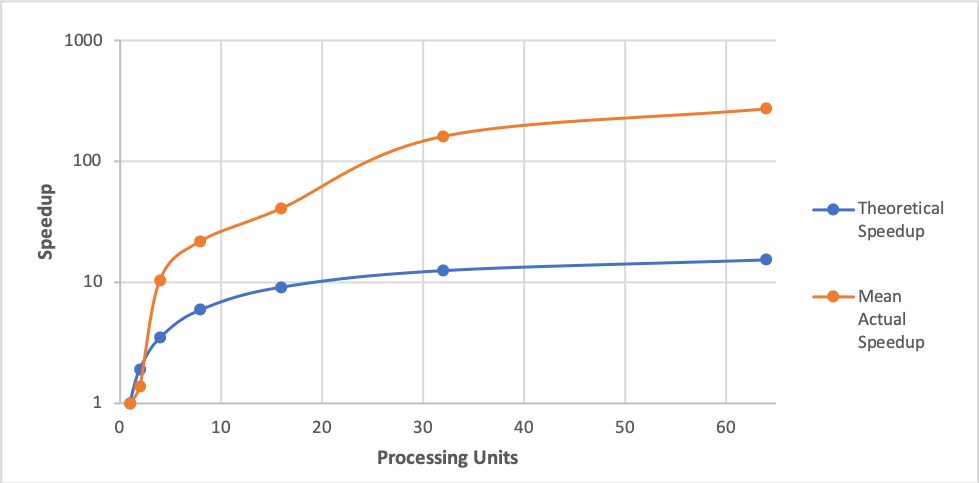 1000
100
10
1
Speedup
0 10 20 30 40 50 60
Processing Units
Theoretical
Speedup
Mean
Actual
Speedup